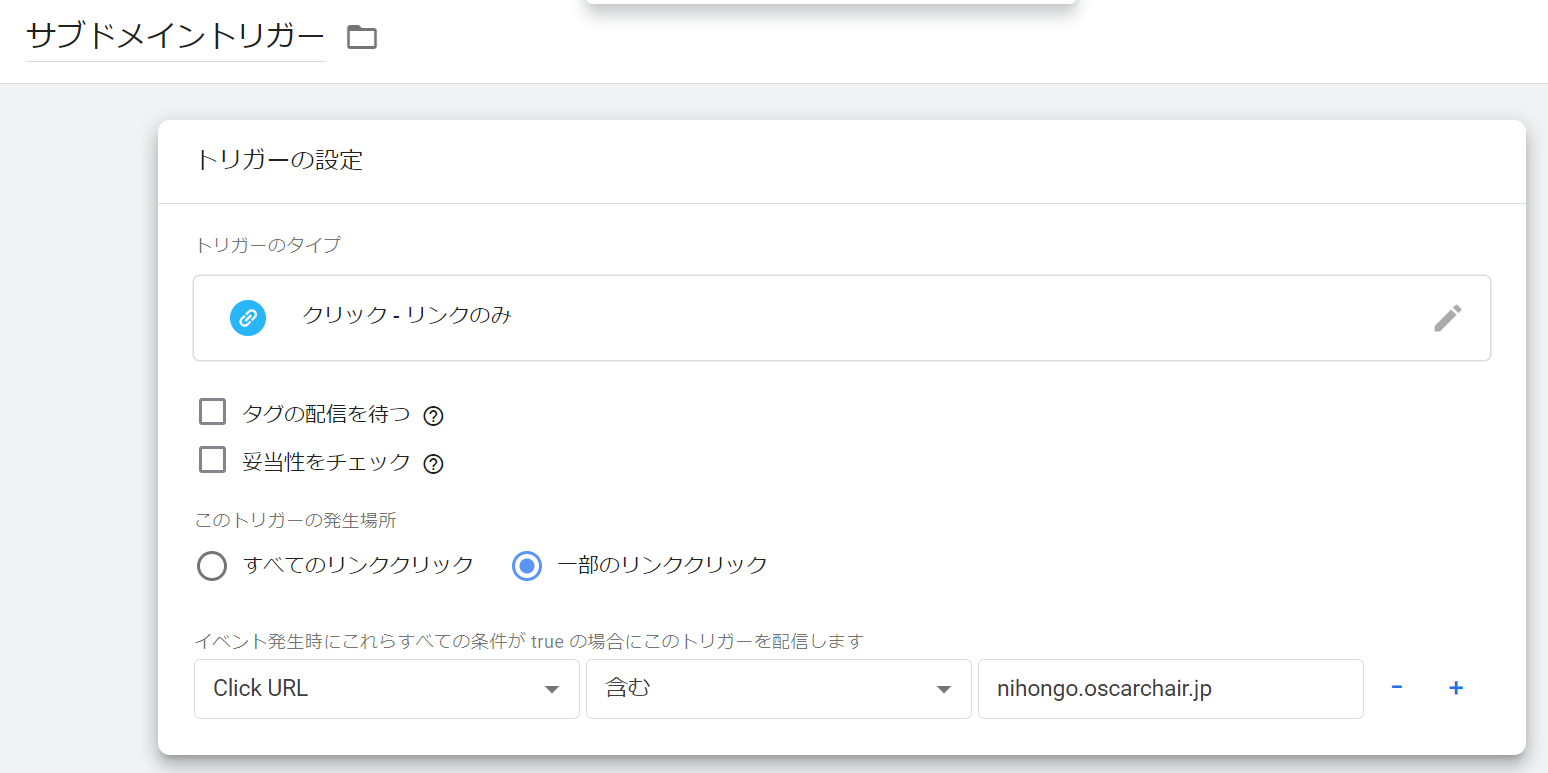 サブドメイントリガー
トリガーの設定
トリガーのタイプ
クリック - リンクのみ
タグの配信を待つ
妥当性をチェック
このトリガーの発生場所
すべてのリンククリック 一部のリンククリック
イベント発生時にこれらすべての条件が true の場合にこのトリガーを配信します
Click URL 含む nihongo.oscarchair.jp